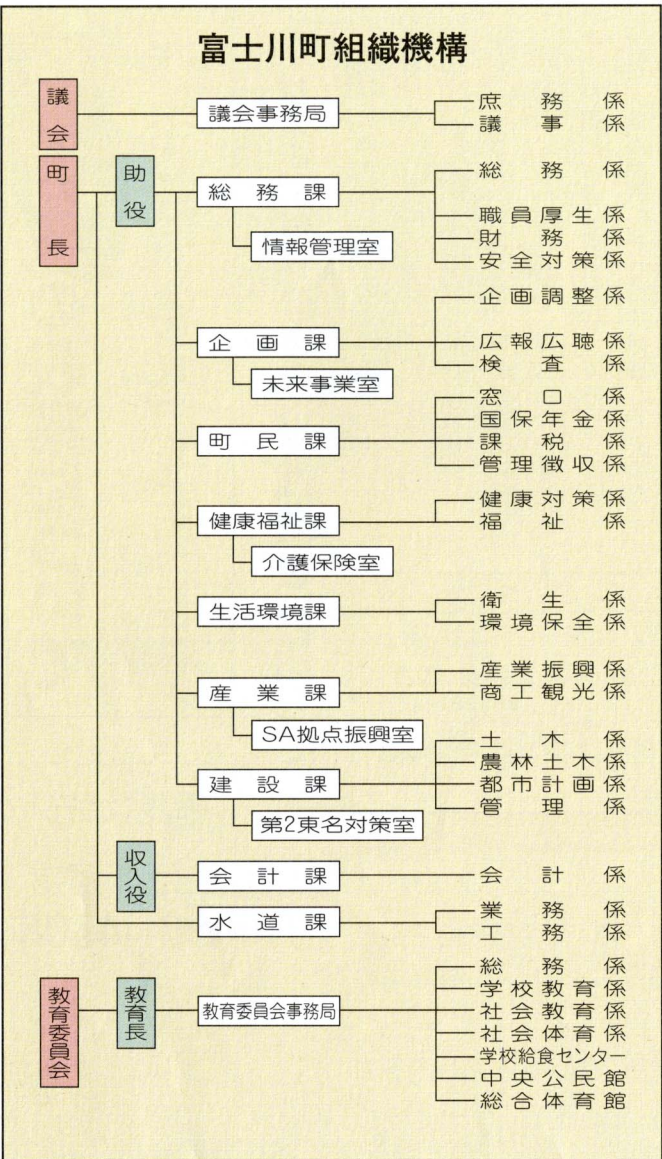 富士川町組織機構
議会
議会事務局
庶務係
議事係
町長
助役
総務課
情報管理室
総務係
職員厚生係
財務係
安全対策係
企画課
未来事業室
企画調整係
広報広聴係
検査係
町民課
窓口係
国保年金係
課税係
管理徴収係
健康福祉課
介護保険室
健康対策係
福祉係
生活環境課
衛生係
環境保全係
産業課
SA拠点振興室
産業振興係
商工観光係
建設課
第2東名対策室
土木係
農林土木係
都市計画係
管理係
収入役
会計課
会計係
水道課
業務係
工務係
教育委員会
教育長
教育委員会事務局
総務係
学校教育係
社会教育係
社会体育係
学校給食センター
中央公民館
総合体育館